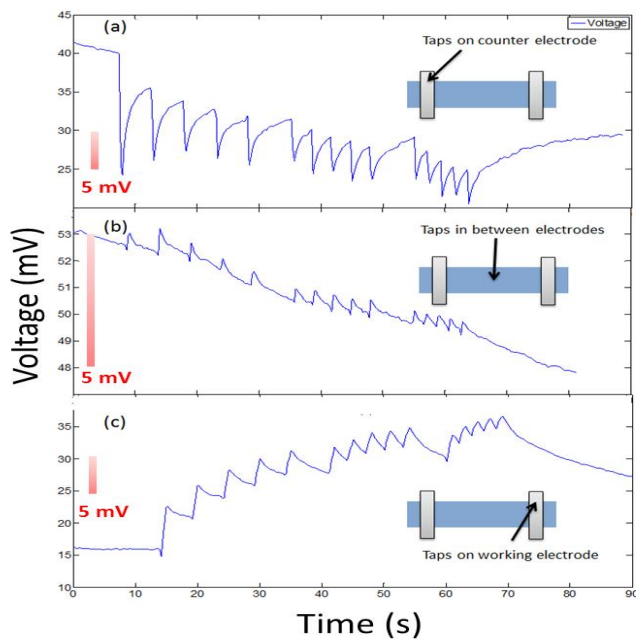 (a)
Voltage
Taps on counter electrode
45
40
35
30
25
5 mV
(b)
Taps in between electrodes
53
52
51
50
49
48
5 mV
Voltage (mV)
(c)
35
30
25
20
15
10
5 mV
Taps on working electrode
0 10 20 30 40 50 60 70 80 90
Time (s)